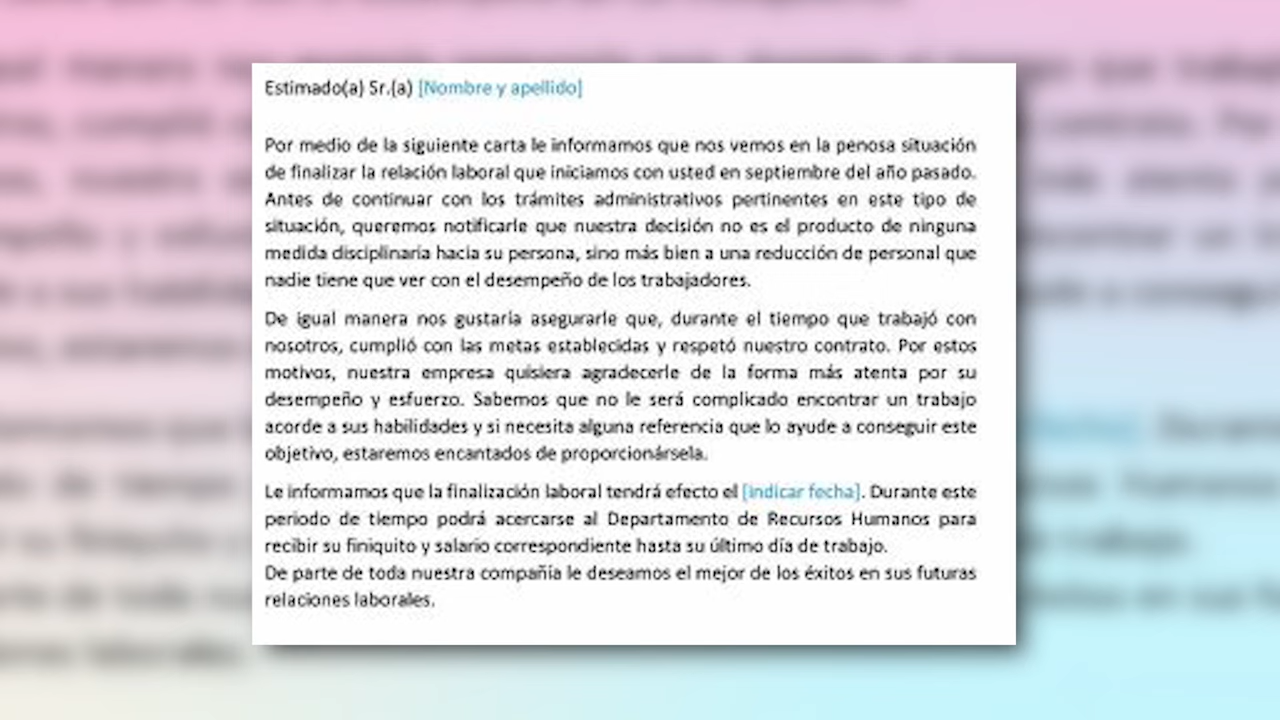 Estimado(a) Sr.(a) [Nombre y apellido]
Por medio de la siguiente carta le informamos que nos vemos en la penosa situación
de finalizar la relación laboral que iniciamos con usted en septiembre del año pasado.
Antes de continuar con los trámites administrativos pertinentes en este tipo de
situación, queremos notificarle que nuestra decisión no es el producto de ninguna
medida disciplinaria hacia su persona, sino más bien a una reducción de personal que
nadie tiene que ver con el desempeño de los trabajadores.
De igual manera nos gustaría asegurarle que, durante el tiempo que trabajó con
nosotros, cumplió con las metas establecidas y respetó nuestro contrato. Por estos
motivos, nuestra empresa quisiera agradecerle de la forma más atenta por su
desempeño y esfuerzo. Sabemos que no le será complicado encontrar un trabajo
acorde a sus habilidades y si necesita alguna referencia que lo ayude a conseguir este
objetivo, estaremos encantados de proporcionársela.
Le informamos que la finalización laboral tendrá efecto el [indicar fecha]. Durante este
periodo de tiempo podrá acercarse al Departamento de Recursos Humanos para
recibir su finiquito y salario correspondiente hasta su último día de trabajo.
De parte de toda nuestra compañía le deseamos el mejor de los éxitos en sus futuras
relaciones laborales.